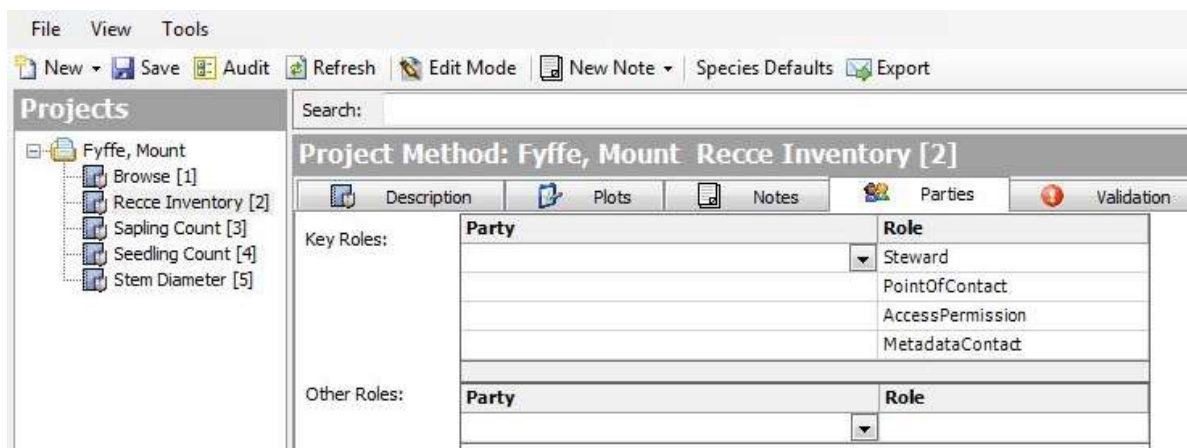 File View Tools
New Save Audit Refresh Edit Mode New Note Species Defaults Export
Projects
Search:
Fyffe, Mount
Browse [1]
Recce Inventory [2]
Sapling Count [3]
Seedling Count [4]
Stem Diameter [5]
Project Method: Fyffe, Mount Recce Inventory [2]
Description Plots Notes Parties Validation
Key Roles:
Party Role
Steward
PointOfContact
AccessPermission
MetadataContact
Other Roles:
Party Role